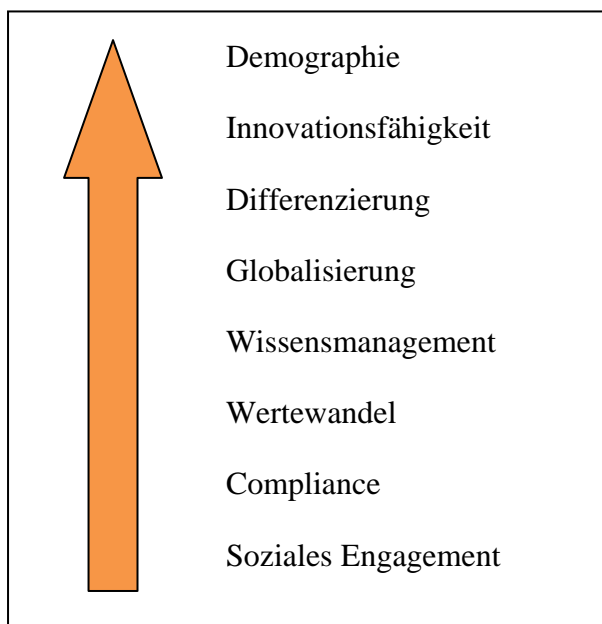 Demographie
Innovationsfähigkeit
Differenzierung
Globalisierung
Wissensmanagement
Wertewandel
Compliance
Soziales Engagement